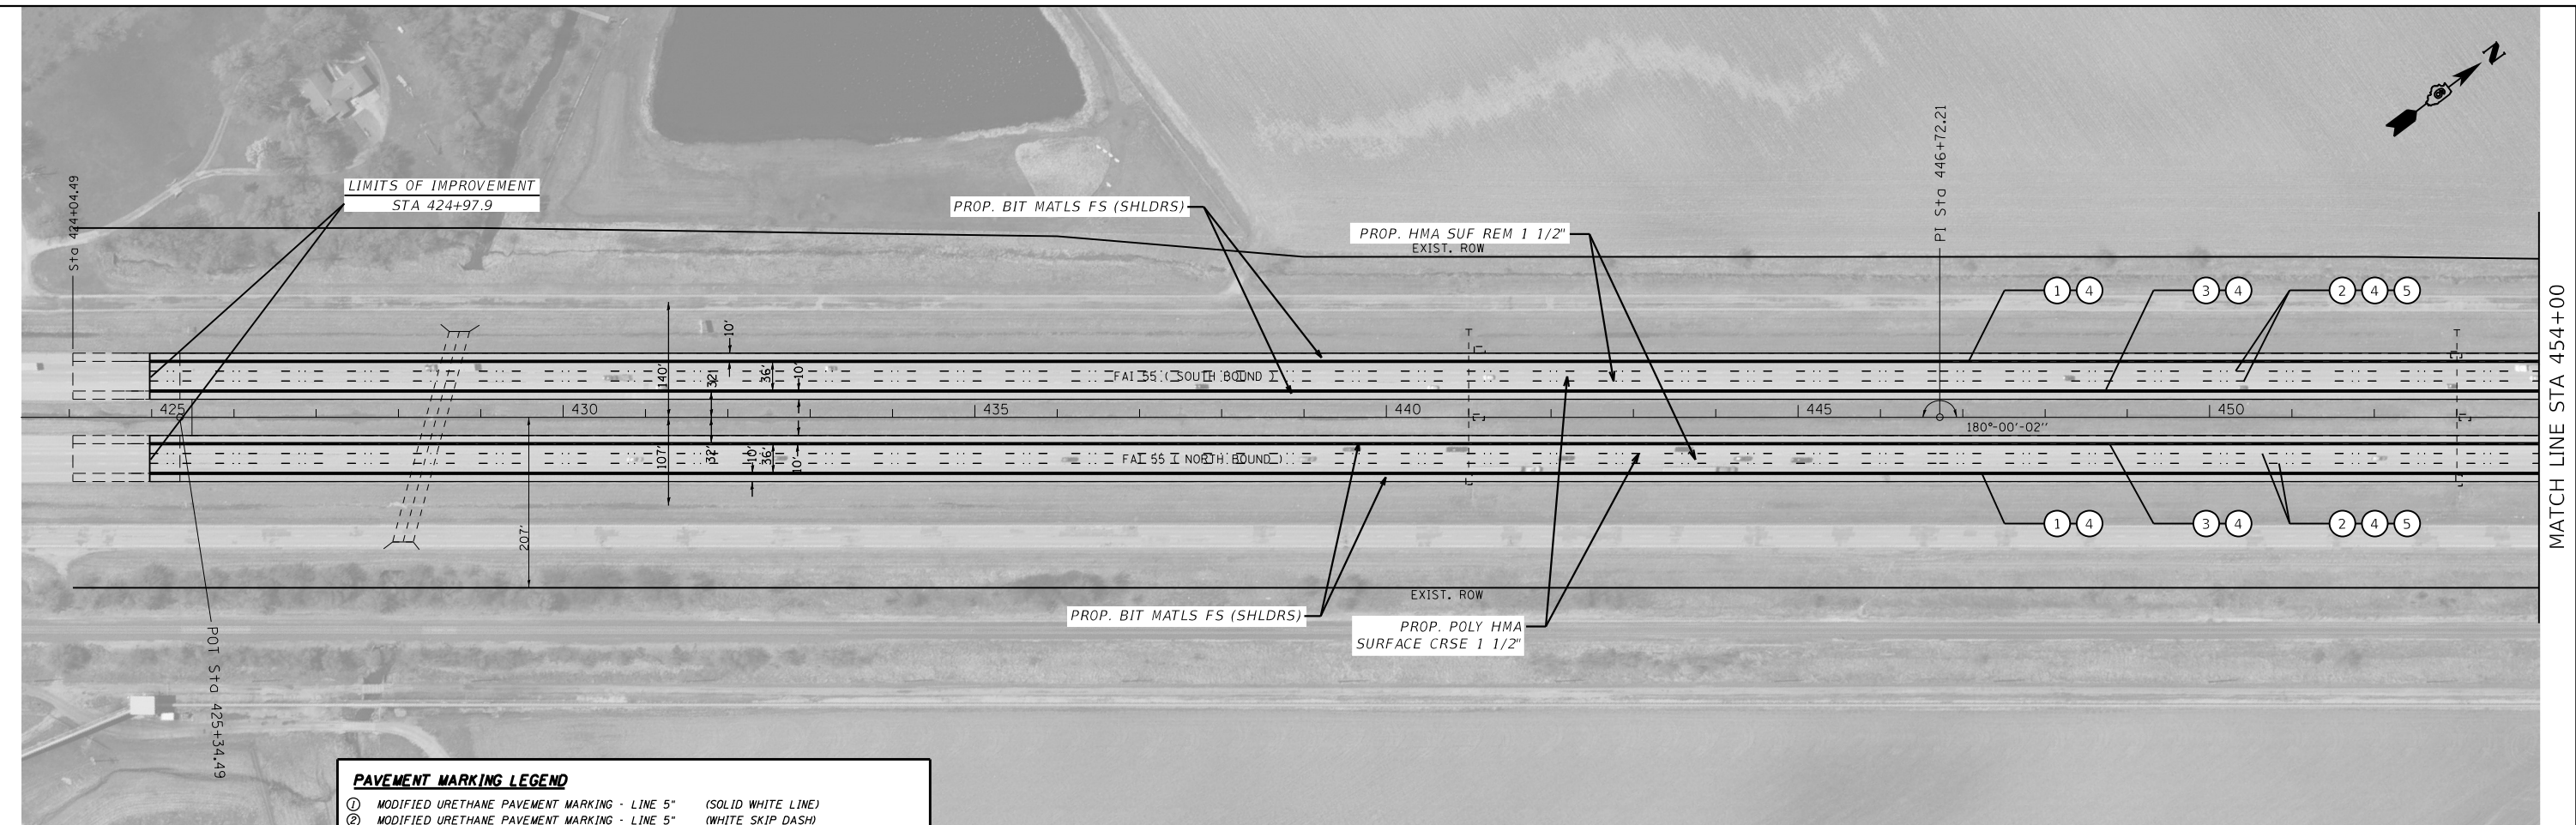 N
Sta 424+04.49
LIMITS OF IMPROVEMENT
STA 424+97.9
PROP. BIT MATLS FS (SHLDRS)
PROP. HMA SUF REM 1 1/2"
EXIST. ROW
PI Sta 446+72.21
1 4
3 4
2 4 5
MATCH LINE STA 454+00
10'
140'
32'
36'
10'
FAI 55 ( SOUTH BOUND )
425
430
435
440
445
450
180°-00'-02''
107'
32'
10'
36'
10'
FAI 55 ( NORTH BOUND )
207'
1 4
3 4
2 4 5
EXIST. ROW
PROP. BIT MATLS FS (SHLDRS)
PROP. POLY HMA
SURFACE CRSE 1 1/2"
POT Sta 425+34.49
PAVEMENT MARKING LEGEND
1 MODIFIED URETHANE PAVEMENT MARKING - LINE 5" (SOLID WHITE LINE)
2 MODIFIED URETHANE PAVEMENT MARKING - LINE 5" (WHITE SKIP DASH)